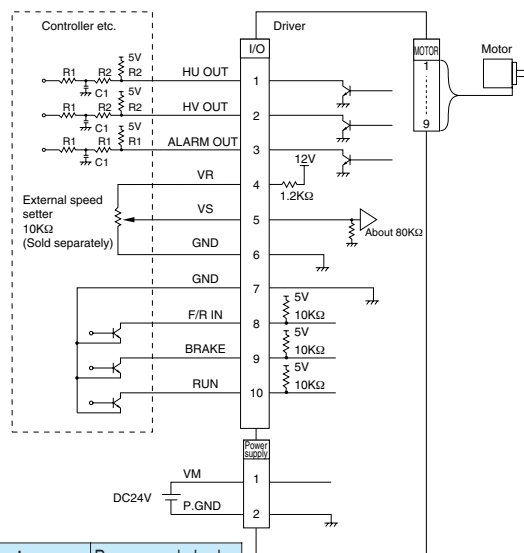 Controller etc.
Driver
I/O
MOTOR
Motor
5V
R1 R2 R2 HU OUT 1
C1
5V
R1 R2 R2 HV OUT 2
C1
5V
R1 R1 R1 ALARM OUT 3
C1
1
9
12V
VR 4
1.2KΩ
External speed
setter
10KΩ
(Sold separately)
VS 5
About 80KΩ
GND 6
GND 7
5V
F/R IN 8 10KΩ
5V
BRAKE 9 10KΩ
5V
RUN 10 10KΩ
Power
supply
VM 1
DC24V
P.GND 2